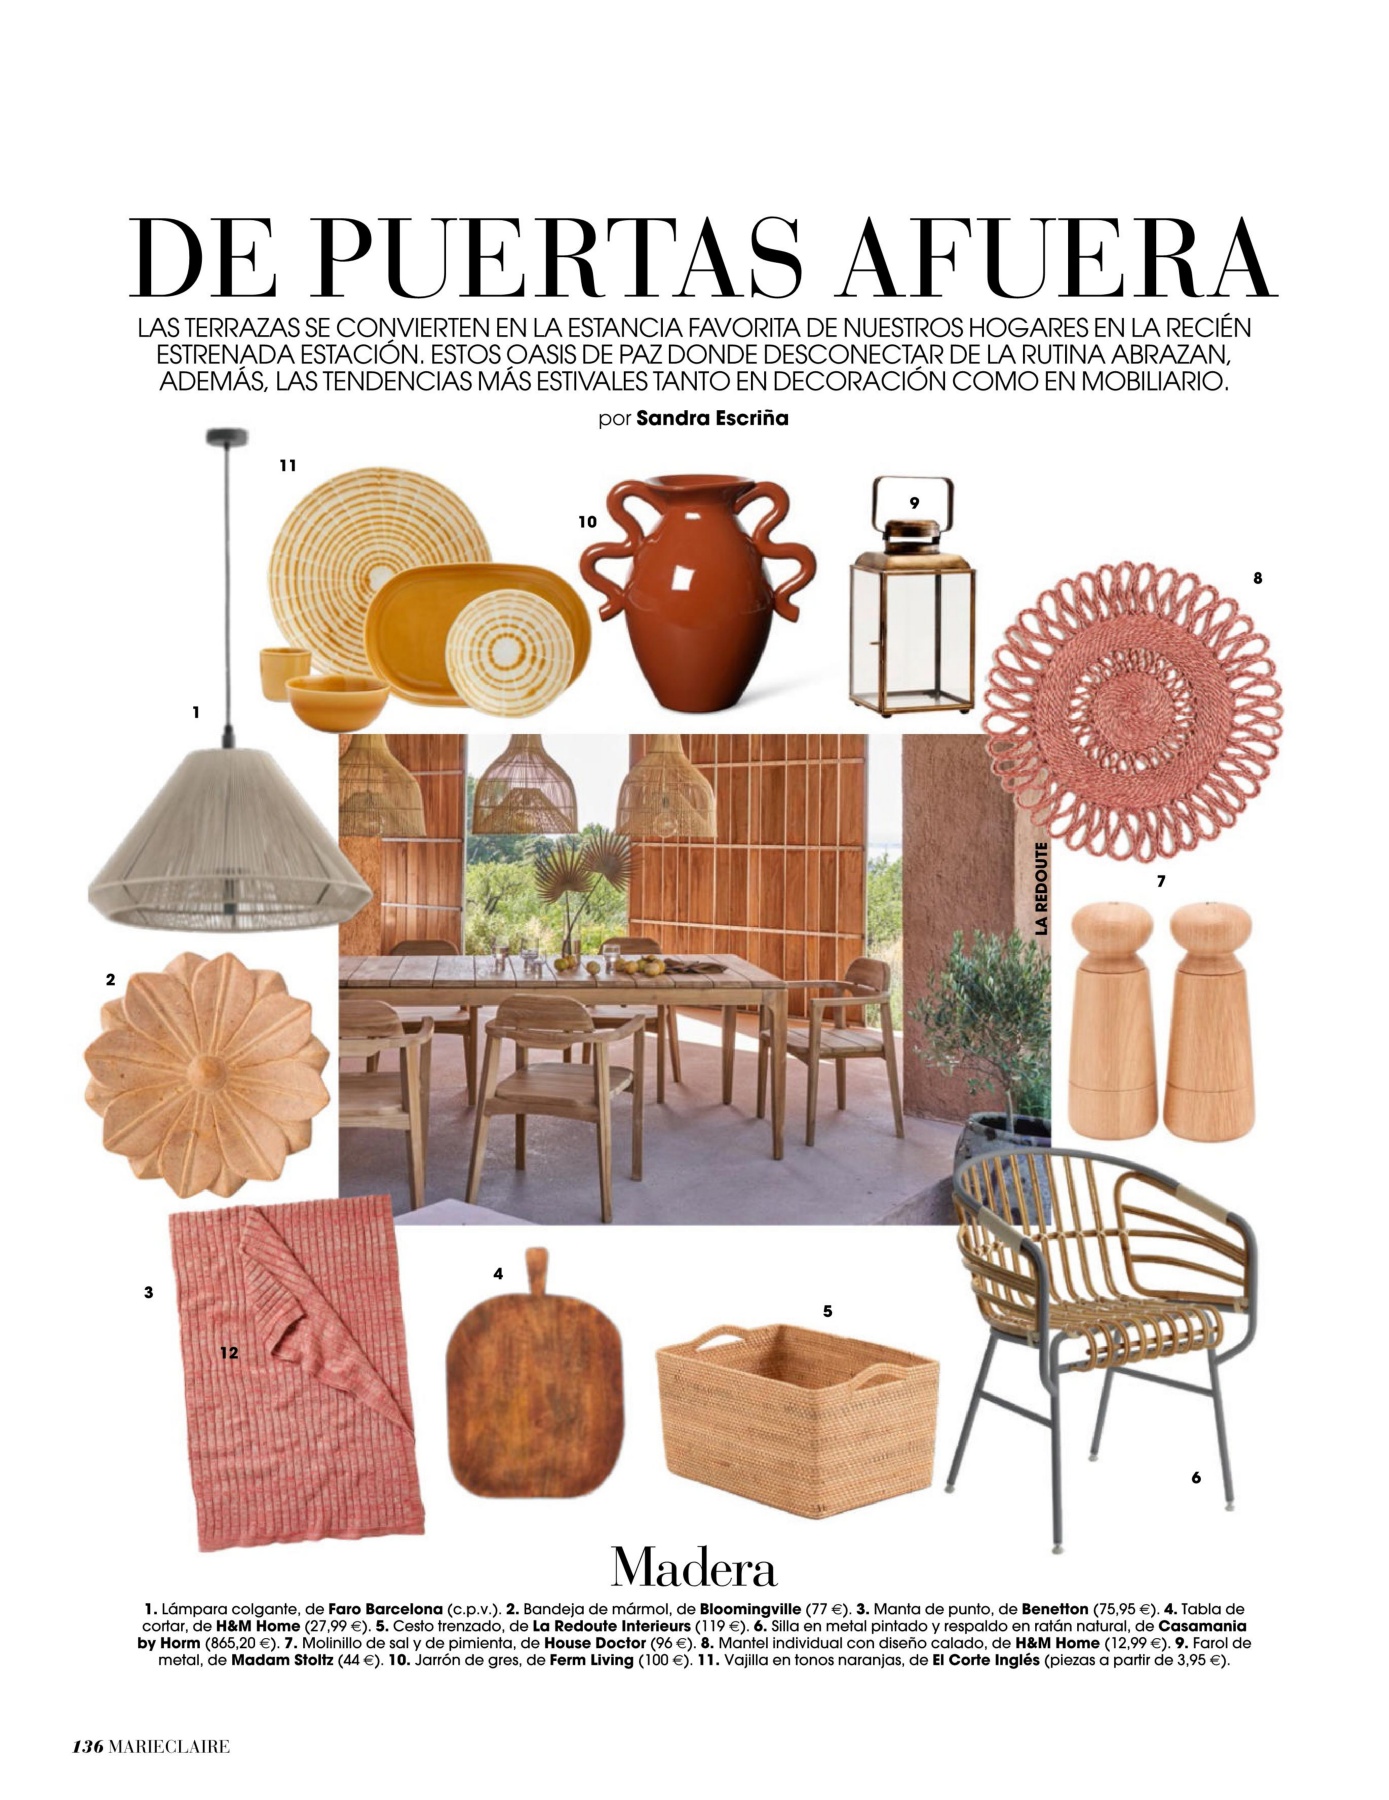 DE PUERTAS AFUERA
LAS TERRAZAS SE CONVIERTEN EN LA ESTANCIA FAVORITA DE NUESTROS HOGARES EN LA RECIÉN
ESTRENADA ESTACIÓN. ESTOS OASIS DE PAZ DONDE DESCONECTAR DE LA RUTINA ABRAZAN,
ADEMÁS, LAS TENDENCIAS MÁS ESTIVALES TANTO EN DECORACIÓN COMO EN MOBILIARIO.
por Sandra Escriña
11
9
10
8
1
LA REDOUTE
7
2
4
3
5
12
6
Madera
1. Lámpara colgante, de Faro Barcelona (c.p.v.). 2. Bandeja de mármol, de Bloomingville (77 €). 3. Manta de punto, de Benetton (75,95 €). 4. Tabla de
cortar, de H&M Home (27,99 €). 5. Cesto trenzado, de La Redoute Interieurs (119 €). 6. Silla en metal pintado y respaldo en ratán natural, de Casamania
by Horm (865,20 €). 7. Molinillo de sal y de pimienta, de House Doctor (96 €). 8. Mantel individual con diseño calado, de H&M Home (12,99 €). 9. Farol de
metal, de Madam Stoltz (44 €). 10. Jarrón de gres, de Ferm Living (100 €). 11. Vajilla en tonos naranjas, de El Corte Inglés (piezas a partir de 3,95 €).
136 MARIECLAIRE